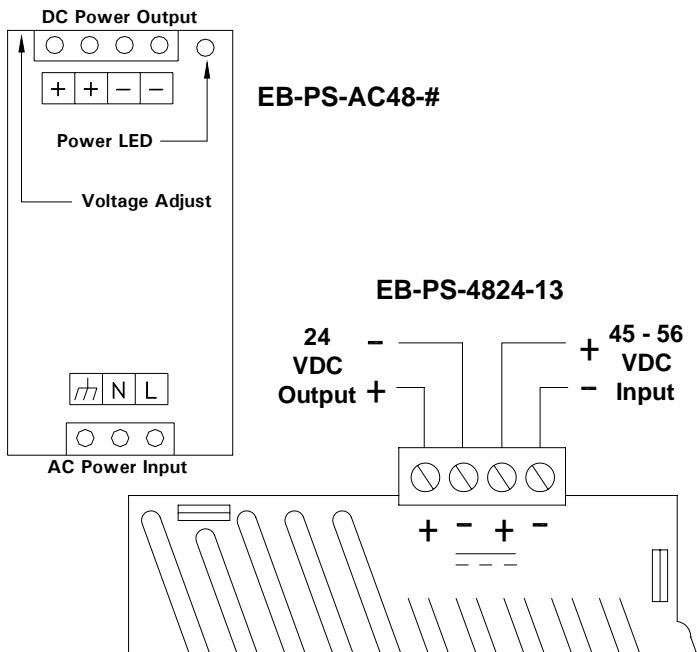 DC Power Output
+ + − −
EB-PS-AC48-#
Power LED
Voltage Adjust
N L
AC Power Input
EB-PS-4824-13
24
VDC
Output
− +
+ −
45 - 56
VDC
Input
+ − + −